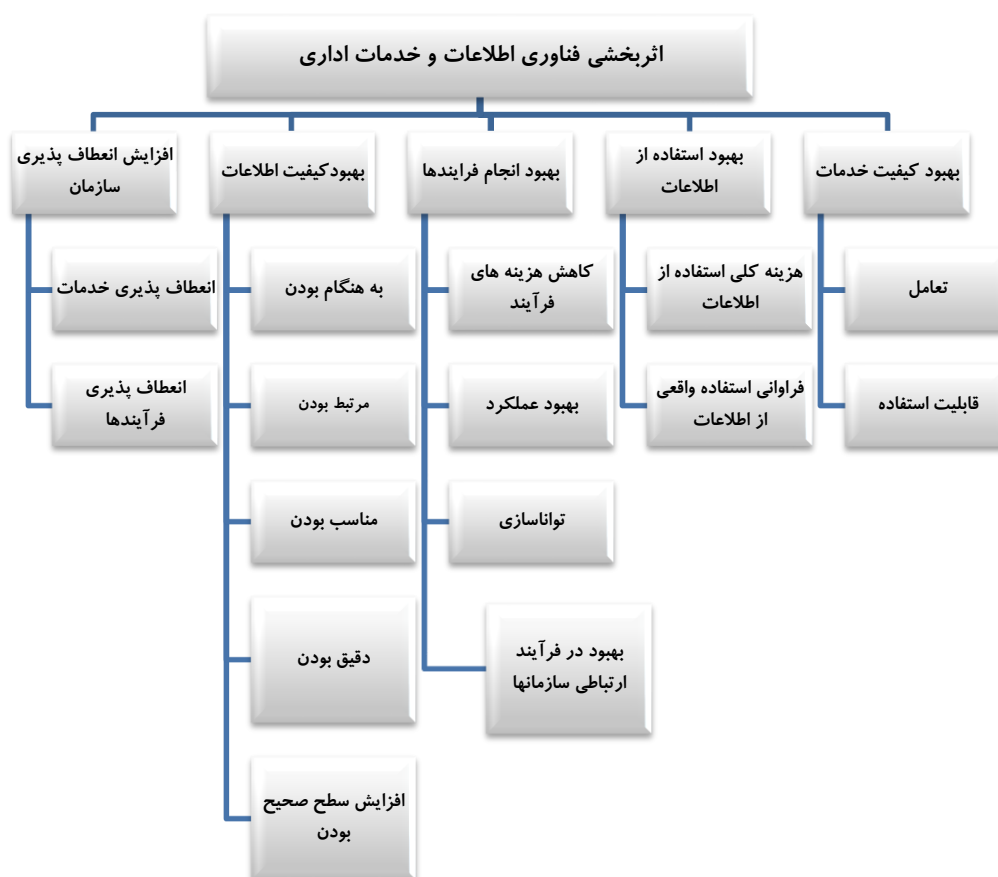 اثربخشی فناوری اطلاعات و خدمات اداری
بهبود کیفیت خدمات
تعامل
قابلیت استفاده
بهبود استفاده از
اطلاعات
هزینه کلی استفاده از
اطلاعات
فراوانی استفاده واقعی
از اطلاعات
بهبود انجام فرایندها
کاهش هزینه های
فرآیند
بهبود عملکرد
تواناسازی
بهبود در فرآیند
ارتباطی سازمانها
بهبودکیفیت اطلاعات
به هنگام بودن
مرتبط بودن
مناسب بودن
دقیق بودن
افزایش سطح صحیح
بودن
افزایش انعطاف پذیری
سازمان
انعطاف پذیری خدمات
انعطاف پذیری
فرآیندها